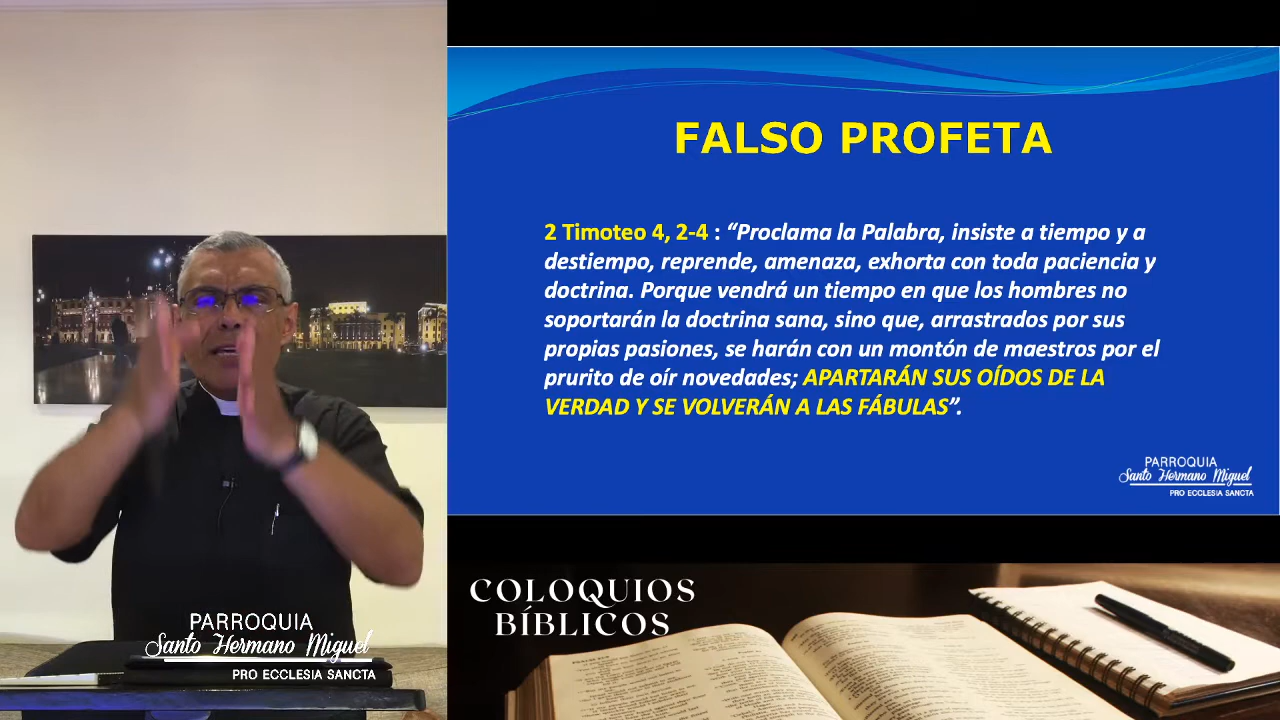 FALSO PROFETA
2 Timoteo 4, 2-4 : “Proclama la Palabra, insiste a tiempo y a
destiempo, reprende, amenaza, exhorta con toda paciencia y
doctrina. Porque vendrá un tiempo en que los hombres no
soportarán la doctrina sana, sino que, arrastrados por sus
propias pasiones, se harán con un montón de maestros por el
prurito de oír novedades; APARTARÁN SUS OÍDOS DE LA
VERDAD Y SE VOLVERÁN A LAS FÁBULAS”.
PARROQUIA
Santo Hermano Miguel
PRO ECCLESIA SANCTA
COLOQUIOS
BÍBLICOS
PARROQUIA
Santo Hermano Miguel
PRO ECCLESIA SANCTA